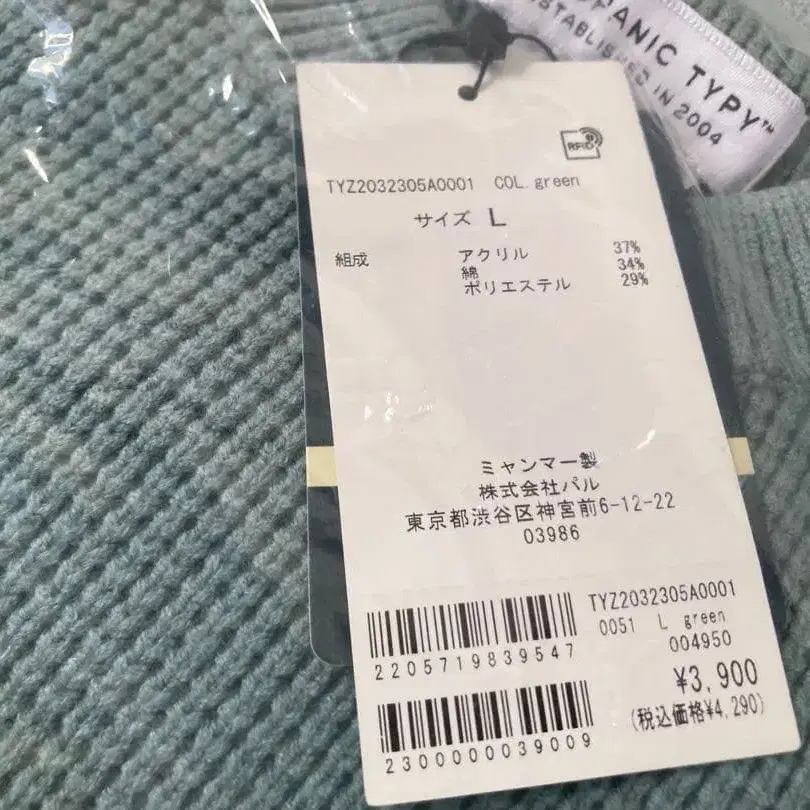 TYPY™
ESTABLISHED IN 2004
RFID
TYZ2032305A0001 COL. green
サイズ L
組成 アクリル 37%
綿 34%
ポリエステル 29%
ミャンマー製
株式会社パル
東京都渋谷区神宮前6-12-22
03986
TYZ2032305A0001
0051 L green
004950
2205719839547
¥3,900
(税込価格¥4,290)
2300000039009